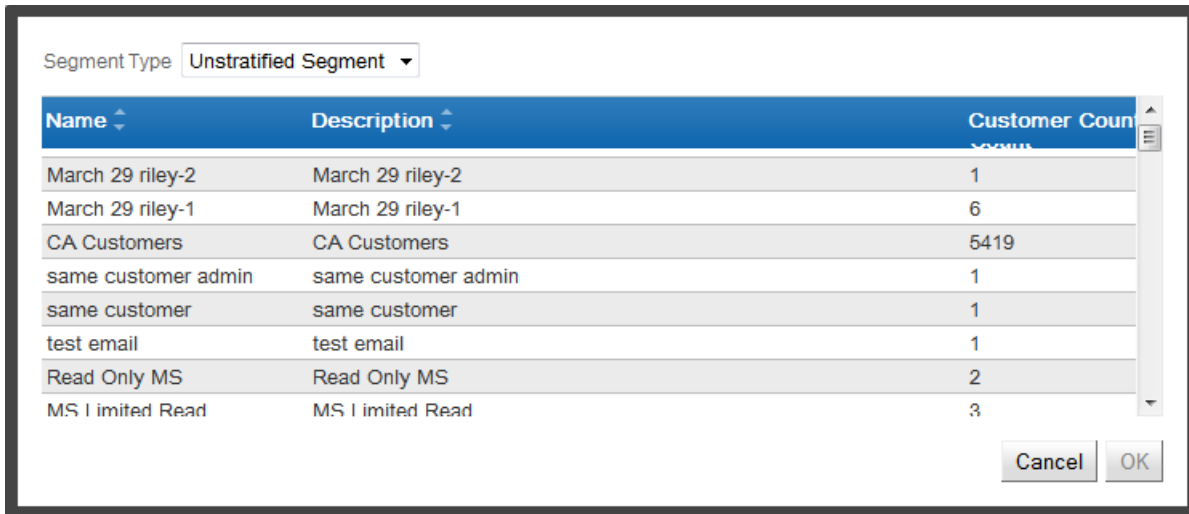 Segment Type Unstratified Segment
Name Description Customer Count
Count
March 29 riley-2 March 29 riley-2 1
March 29 riley-1 March 29 riley-1 6
CA Customers CA Customers 5419
same customer admin same customer admin 1
same customer same customer 1
test email test email 1
Read Only MS Read Only MS 2
MS Limited Read MS Limited Read 3
Cancel OK